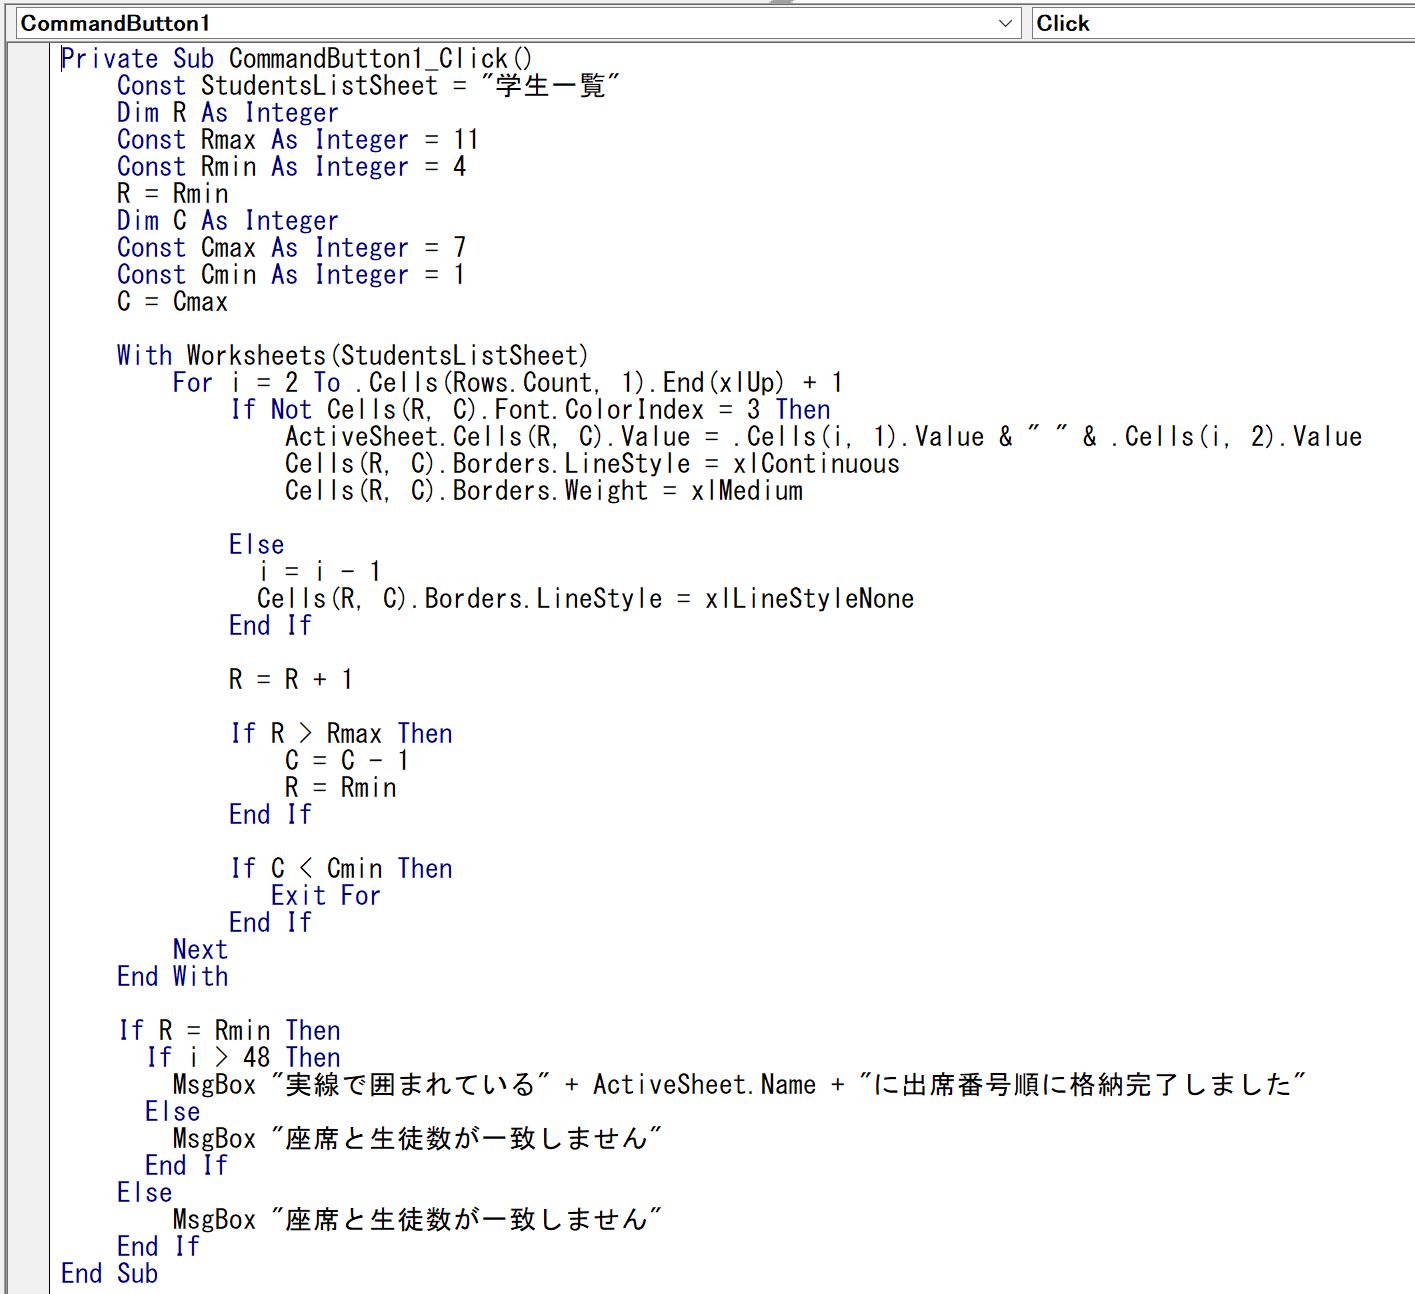 CommandButton1
Click
Private Sub CommandButton1_Click()
    Const StudentsListSheet = "学生一覧"
    Dim R As Integer
    Const Rmax As Integer = 11
    Const Rmin As Integer = 4
    R = Rmin
    Dim C As Integer
    Const Cmax As Integer = 7
    Const Cmin As Integer = 1
    C = Cmax
    With Worksheets(StudentsListSheet)
        For i = 2 To .Cells(Rows.Count, 1).End(xlUp) + 1
            If Not Cells(R, C).Font.ColorIndex = 3 Then
                ActiveSheet.Cells(R, C).Value = .Cells(i, 1).Value & " " & .Cells(i, 2).Value
                Cells(R, C).Borders.LineStyle = xlContinuous
                Cells(R, C).Borders.Weight = xlMedium
            Else
              i = i - 1
              Cells(R, C).Borders.LineStyle = xlLineStyleNone
            End If
            R = R + 1
            If R > Rmax Then
                C = C - 1
                R = Rmin
            End If
            If C < Cmin Then
               Exit For
            End If
        Next
    End With
    If R = Rmin Then
      If i > 48 Then
        MsgBox "実線で囲まれている" + ActiveSheet.Name + "に出席番号順に格納完了しました"
      Else
        MsgBox "座席と生徒数が一致しません"
      End If
    Else
        MsgBox "座席と生徒数が一致しません"
    End If
End Sub